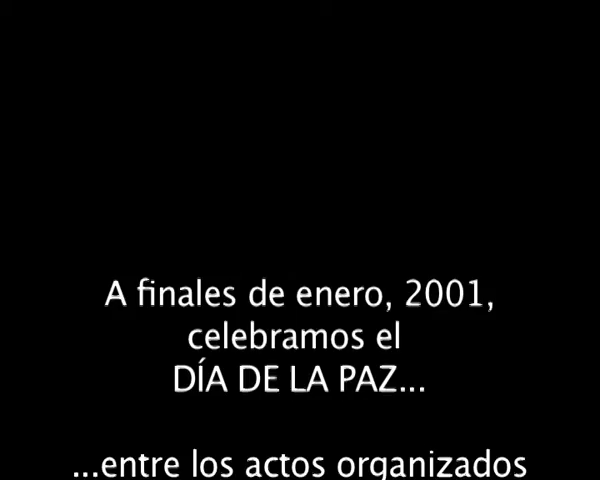 A finales de enero, 2001,
celebramos el
DÍA DE LA PAZ...
...entre los actos organizados